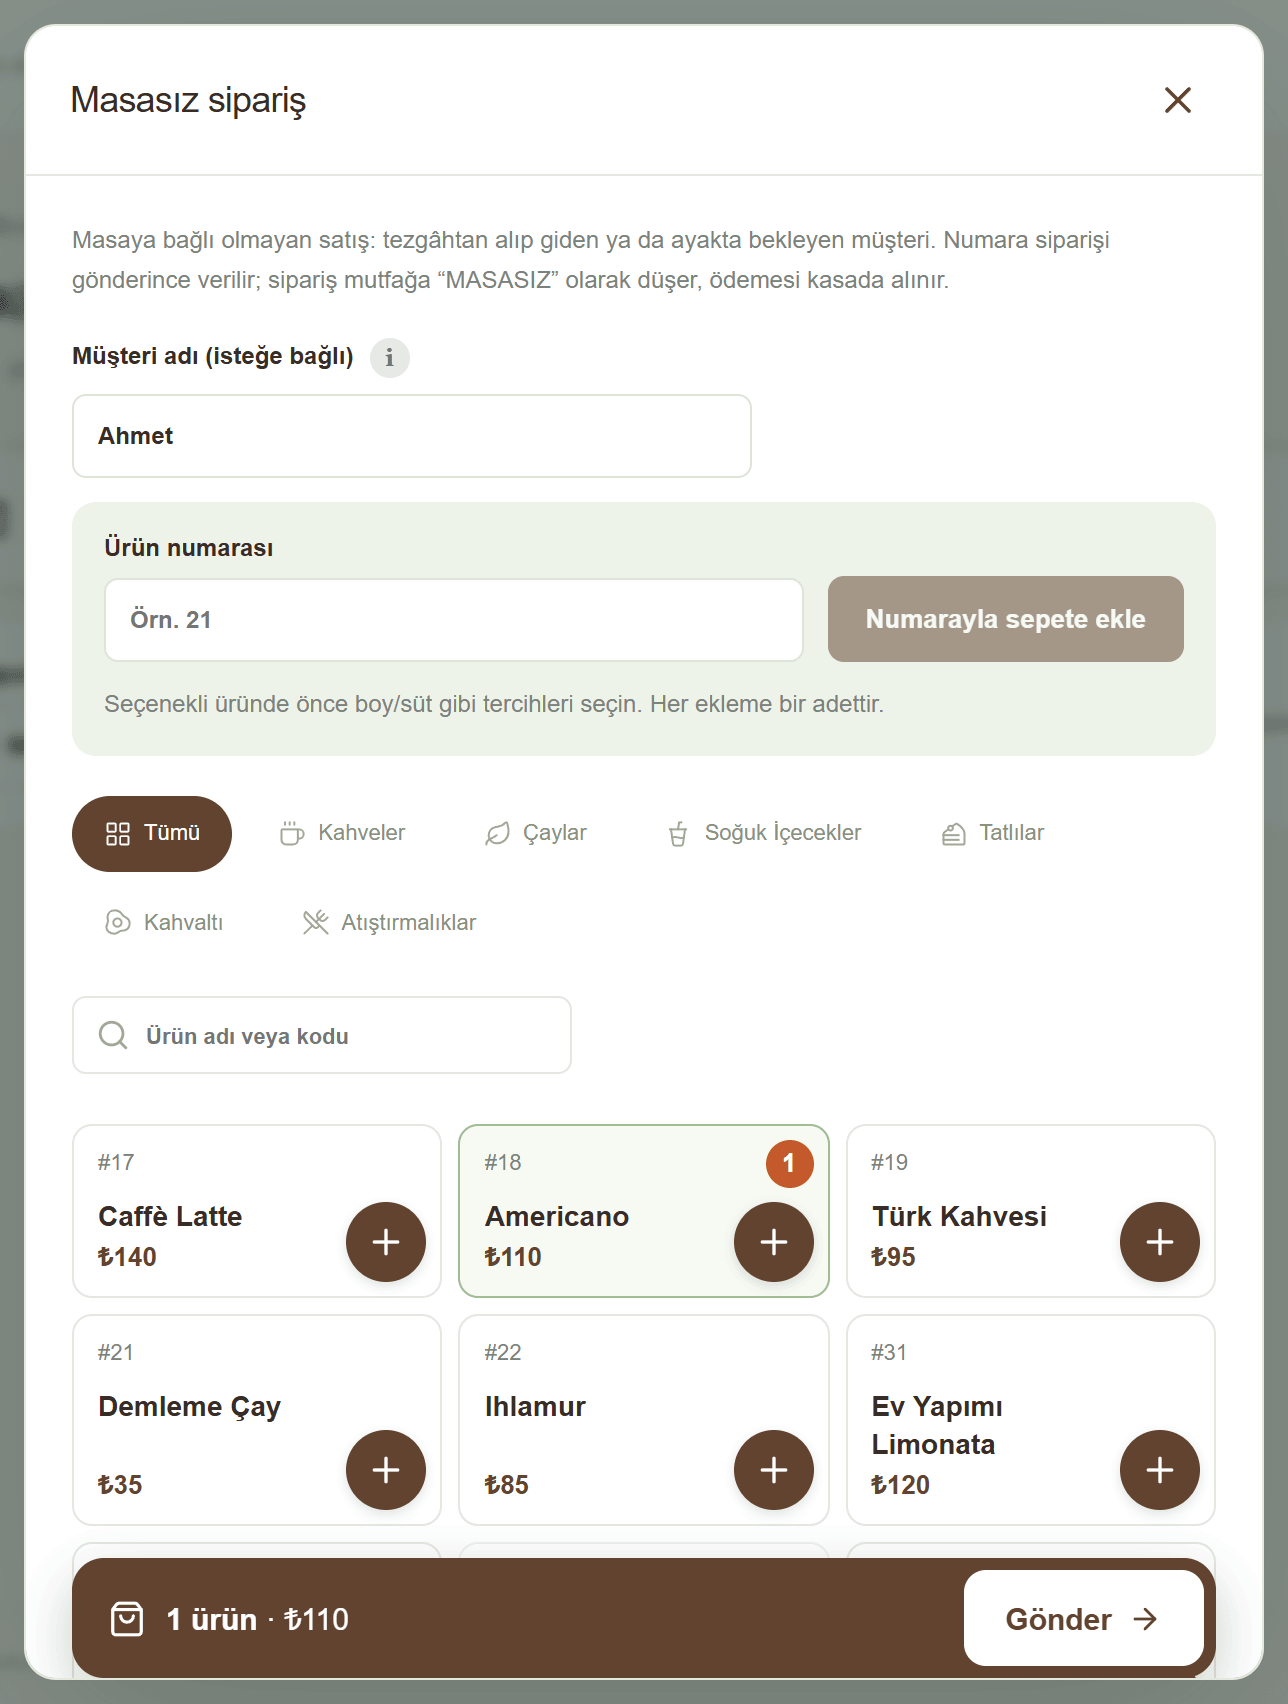 Masasız sipariş
Masaya bağlı olmayan satış: tezgâhtan alıp giden ya da ayakta bekleyen müşteri. Numara siparişi
gönderince verilir; sipariş mutfağa “MASASIZ” olarak düşer, ödemesi kasada alınır.
Müşteri adı (isteğe bağlı) i
Ahmet
Ürün numarası
Örn. 21
Numarayla sepete ekle
Seçenekli üründe önce boy/süt gibi tercihleri seçin. Her ekleme bir adettir.
Tümü
Kahveler
Çaylar
Soğuk İçecekler
Tatlılar
Kahvaltı
Atıştırmalıklar
Ürün adı veya kodu
#17
Caffè Latte
₺140
#18
1
Americano
₺110
#19
Türk Kahvesi
₺95
#21
Demleme Çay
₺35
#22
Ihlamur
₺85
#31
Ev Yapımı
Limonata
₺120
1 ürün · ₺110
Gönder